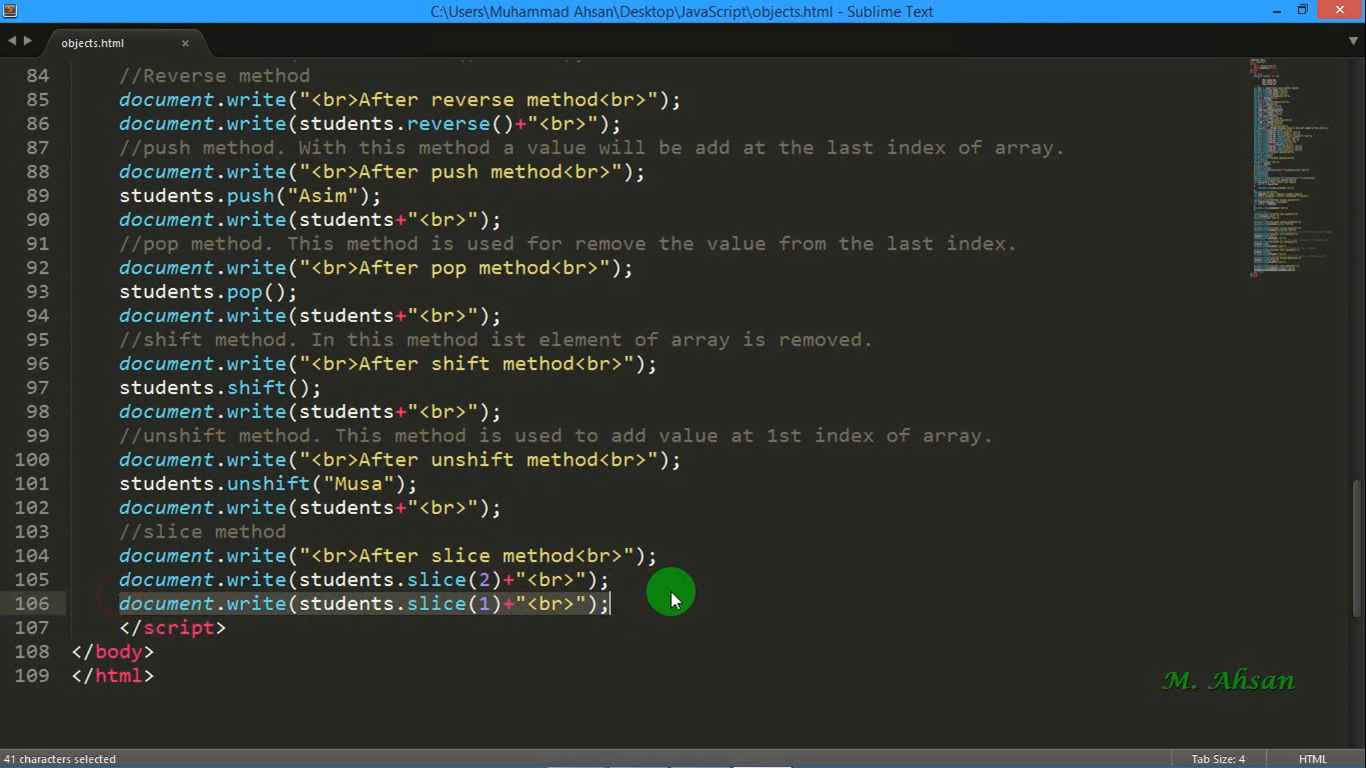 C:\Users\Muhammad Ahsan\Desktop\JavaScript\objects.html - Sublime Text
objects.html ×
84 //Reverse method
85 document.write("<br>After reverse method<br>");
86 document.write(students.reverse()+"<br>");
87 //push method. With this method a value will be add at the last index of array.
88 document.write("<br>After push method<br>");
89 students.push("Asim");
90 document.write(students+"<br>");
91 //pop method. This method is used for remove the value from the last index.
92 document.write("<br>After pop method<br>");
93 students.pop();
94 document.write(students+"<br>");
95 //shift method. In this method ist element of array is removed.
96 document.write("<br>After shift method<br>");
97 students.shift();
98 document.write(students+"<br>");
99 //unshift method. This method is used to add value at 1st index of array.
100 document.write("<br>After unshift method<br>");
101 students.unshift("Musa");
102 document.write(students+"<br>");
103 //slice method
104 document.write("<br>After slice method<br>");
105 document.write(students.slice(2)+"<br>");
106 document.write(students.slice(1)+"<br>");
107 </script>
108 </body>
109 </html>
M. Ahsan
41 characters selected
Tab Size: 4
HTML